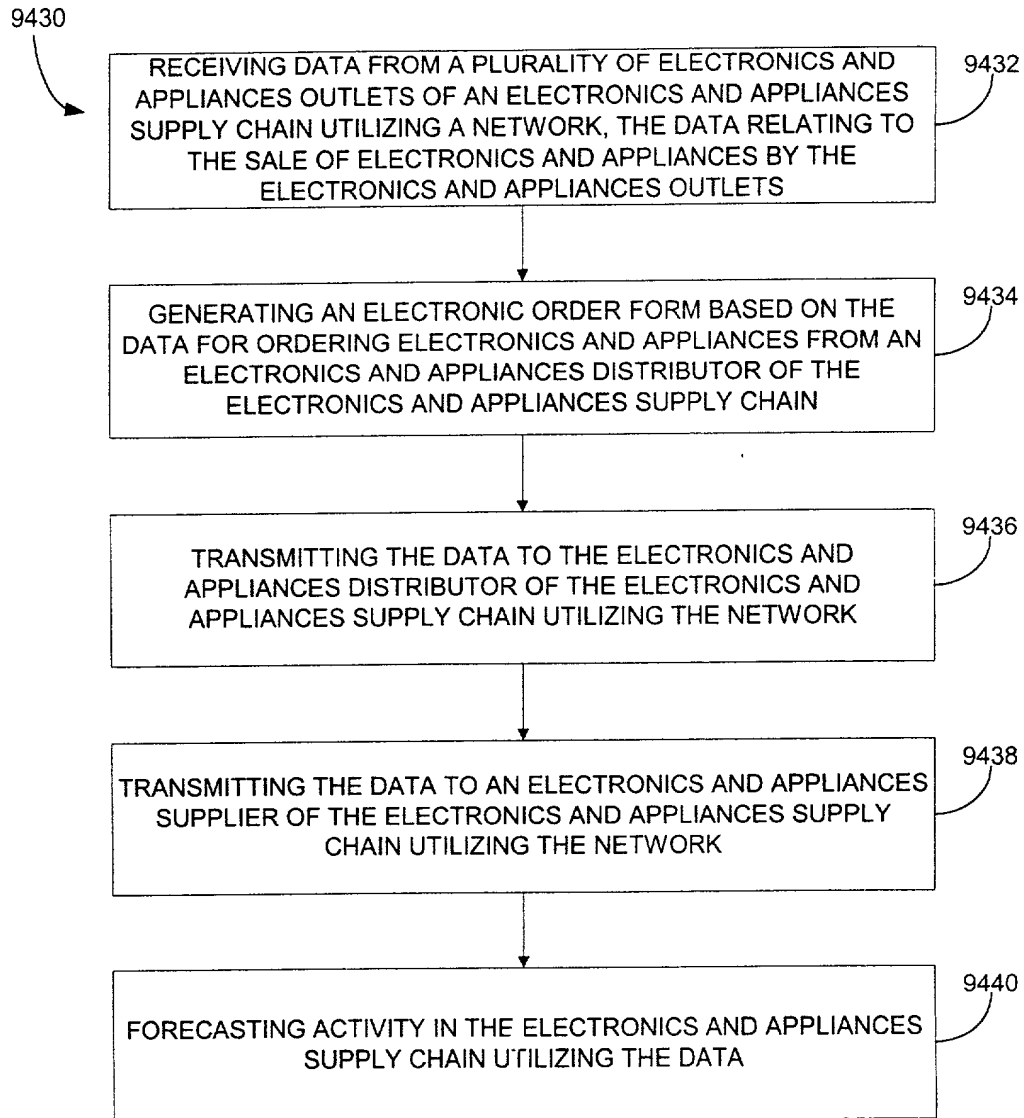 9430
RECEIVING DATA FROM A PLURALITY OF ELECTRONICS AND
APPLIANCES OUTLETS OF AN ELECTRONICS AND APPLIANCES
SUPPLY CHAIN UTILIZING A NETWORK, THE DATA RELATING TO
THE SALE OF ELECTRONICS AND APPLIANCES BY THE
ELECTRONICS AND APPLIANCES OUTLETS
9432
GENERATING AN ELECTRONIC ORDER FORM BASED ON THE
DATA FOR ORDERING ELECTRONICS AND APPLIANCES FROM AN
ELECTRONICS AND APPLIANCES DISTRIBUTOR OF THE
ELECTRONICS AND APPLIANCES SUPPLY CHAIN
9434
TRANSMITTING THE DATA TO THE ELECTRONICS AND
APPLIANCES DISTRIBUTOR OF THE ELECTRONICS AND
APPLIANCES SUPPLY CHAIN UTILIZING THE NETWORK
9436
TRANSMITTING THE DATA TO AN ELECTRONICS AND APPLIANCES
SUPPLIER OF THE ELECTRONICS AND APPLIANCES SUPPLY
CHAIN UTILIZING THE NETWORK
9438
FORECASTING ACTIVITY IN THE ELECTRONICS AND APPLIANCES
SUPPLY CHAIN UTILIZING THE DATA
9440